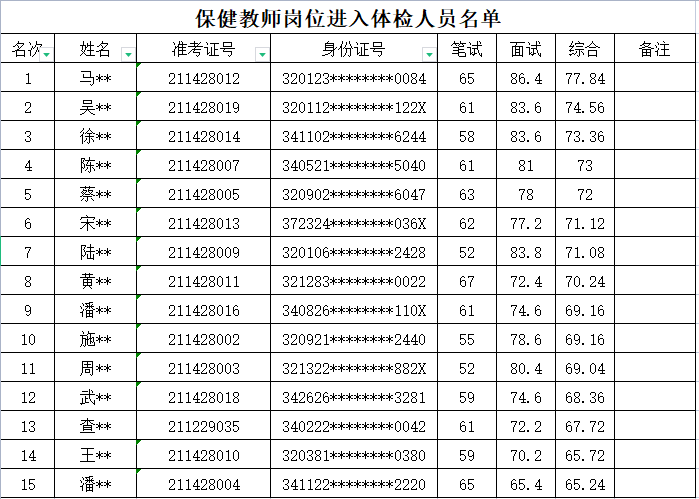 保健教师岗位进入体检人员名单
名次 姓名 准考证号 身份证号 笔试 面试 综合 备注
1 马** 211428012 320123********0084 65 86.4 77.84
2 吴** 211428019 320112********122X 61 83.6 74.56
3 徐** 211428014 341102********6244 58 83.6 73.36
4 陈** 211428007 340521********5040 61 81 73
5 蔡** 211428005 320902********6047 63 78 72
6 宋** 211428013 372324********036X 62 77.2 71.12
7 陆** 211428009 320106********2428 52 83.8 71.08
8 黄** 211428011 321283********0022 67 72.4 70.24
9 潘** 211428016 340826********110X 61 74.6 69.16
10 施** 211428002 320921********2440 55 78.6 69.16
11 周** 211428003 321322********882X 52 80.4 69.04
12 武** 211428018 342626********3281 59 74.6 68.36
13 查** 211229035 340222********0042 61 72.2 67.72
14 王** 211428010 320381********0380 59 70.2 65.72
15 潘** 211428004 341122********2220 65 65.4 65.24